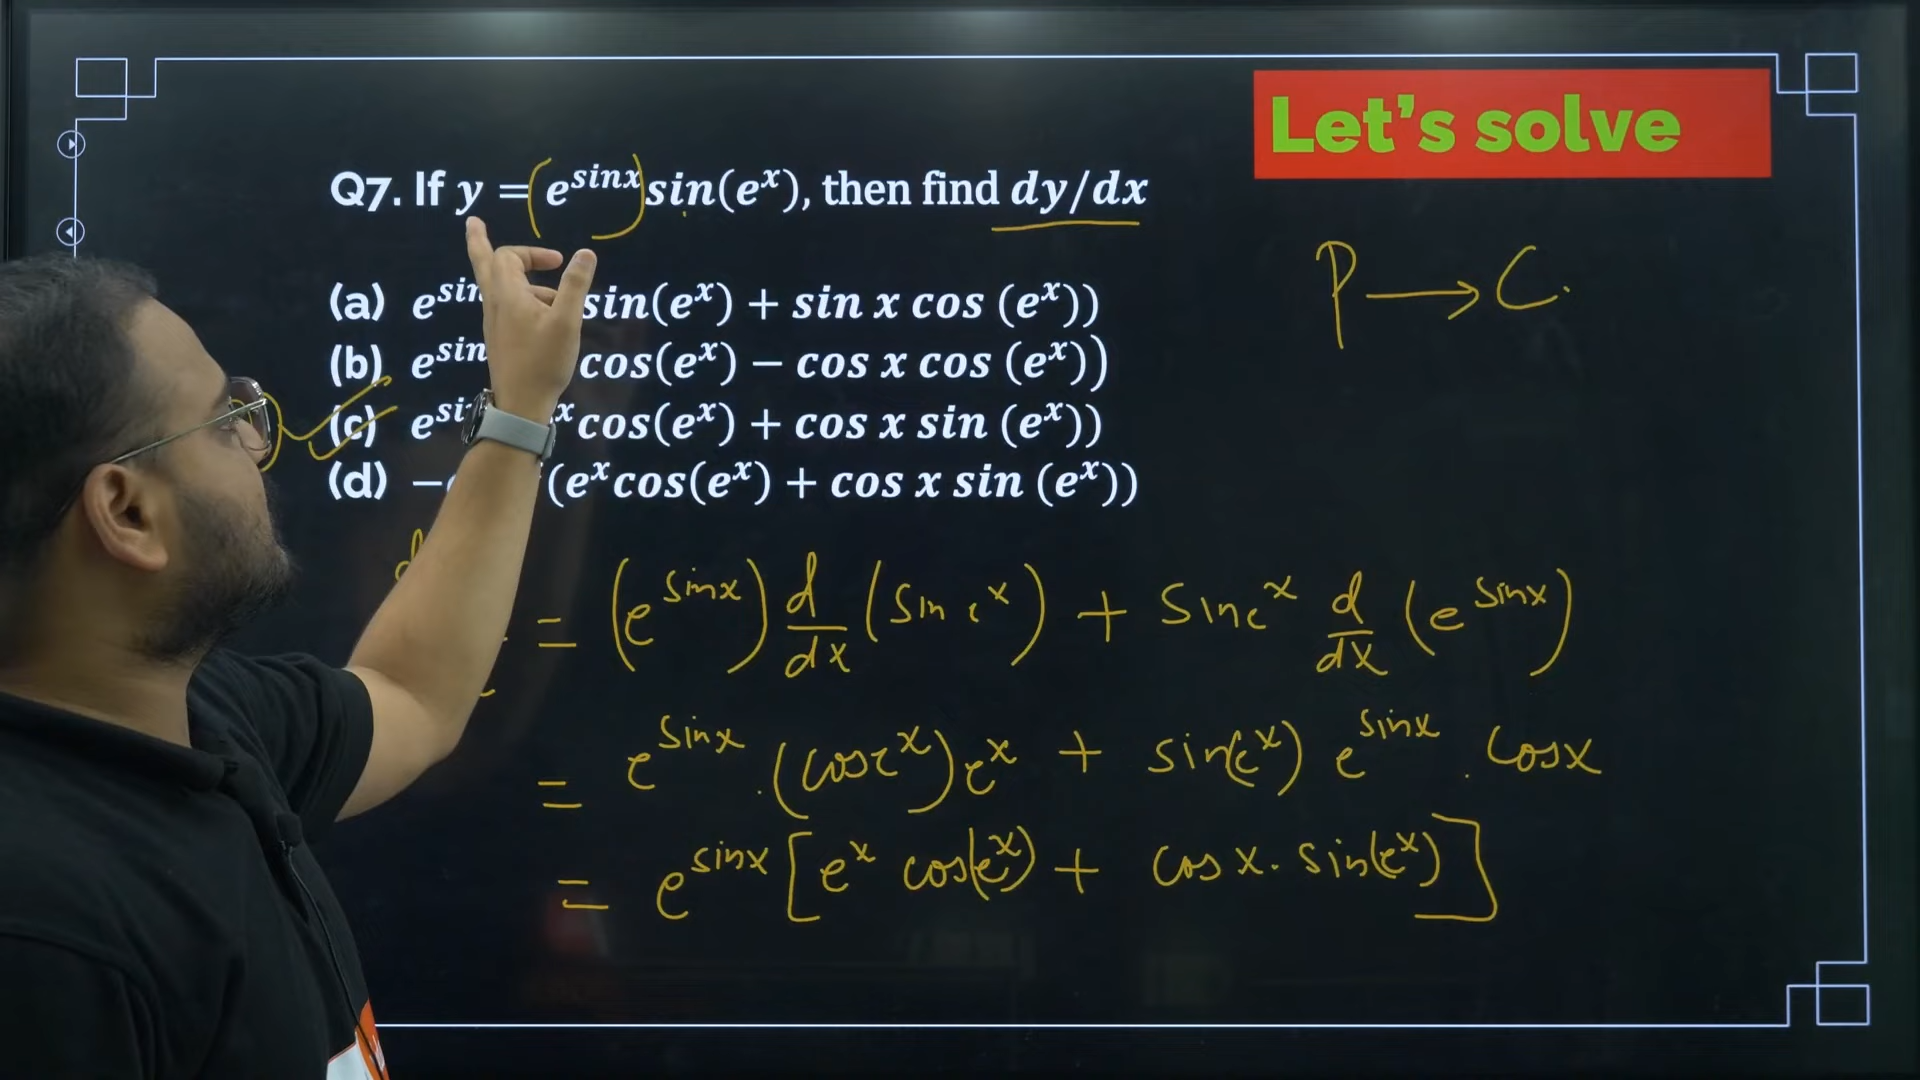 Let's solve
Q7. If y = (e^{sinx}) sin(e^x), then find dy/dx
P → C.
(a) e^{sin} sin(e^x) + sin x cos (e^x))
(b) e^{sin} cos(e^x) − cos x cos (e^x))
(c) e^{si} ^x cos(e^x) + cos x sin (e^x))
(d) − (e^x cos(e^x) + cos x sin (e^x))
= (e^{sinx}) d/dx (sin e^x) + sin e^x d/dx (e^{sinx})
= e^{sinx} . (cos e^x) e^x + sin(e^x) e^{sinx} . cosx
= e^{sinx} [e^x cos(e^x) + cos x. sin(e^x)]